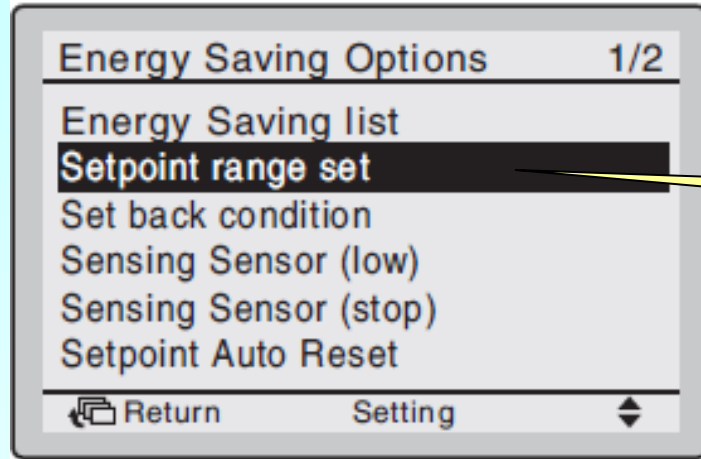 Energy Saving Options 1/2
Energy Saving list
Setpoint range set
Set back condition
Sensing Sensor (low)
Sensing Sensor (stop)
Setpoint Auto Reset
Return Setting